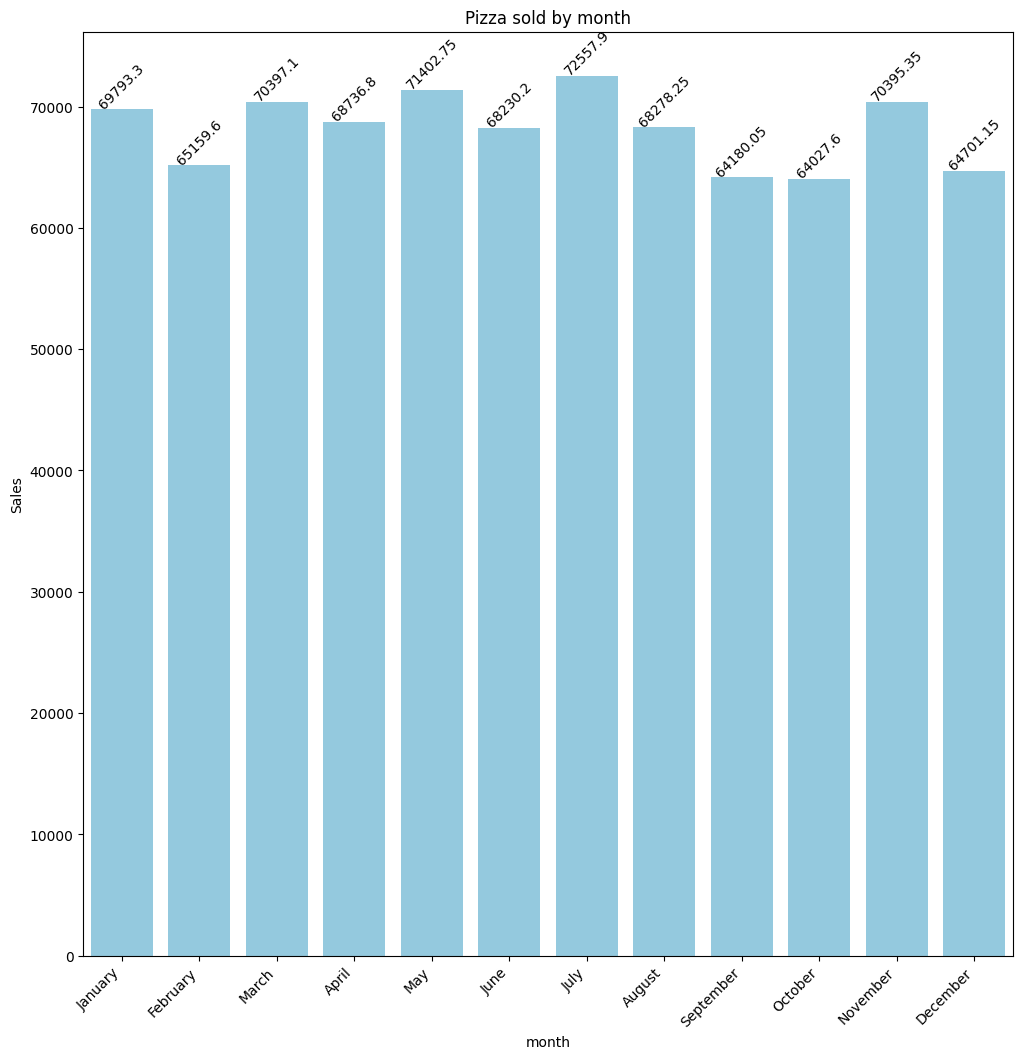 Pizza sold by month
Sales
70000
60000
50000
40000
30000
20000
10000
0
69793.3
65159.6
70397.1
68736.8
71402.75
68230.2
72557.9
68278.25
64180.05
64027.6
70395.35
64701.15
January
February
March
April
May
June
July
August
September
October
November
December
month